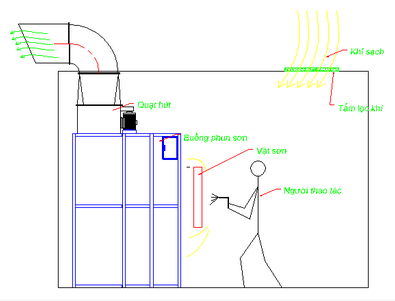 Khí sạch
Tấm lọc khí
Quạt hút
Buồng phun sơn
Vật sơn
Người thao tác